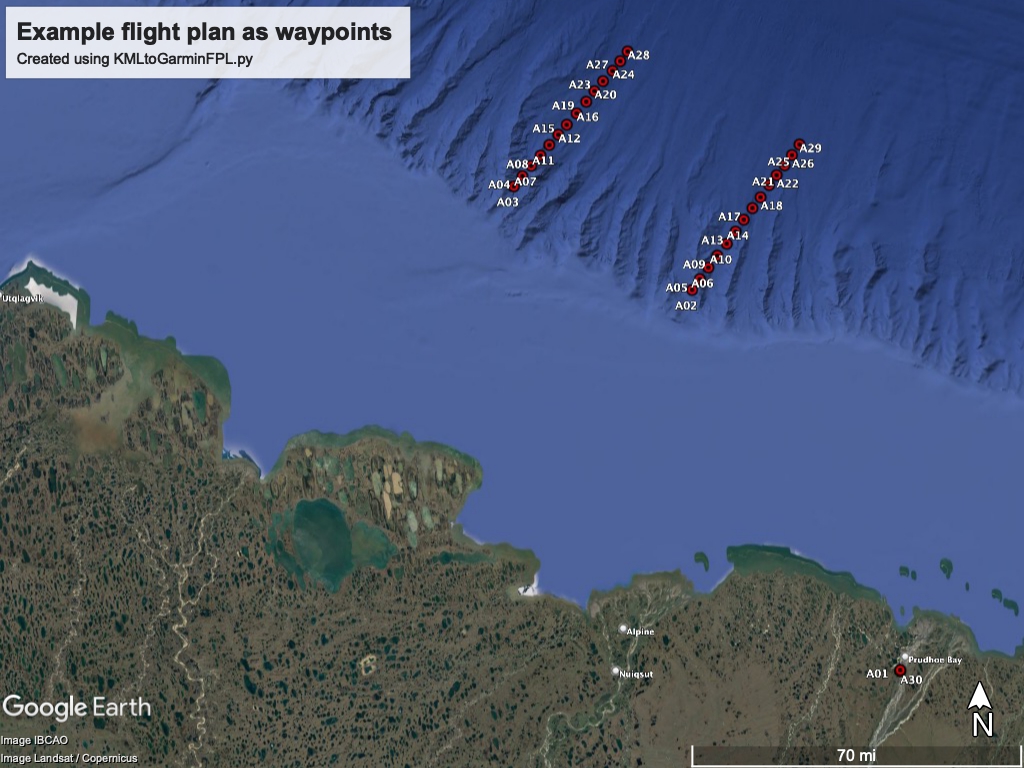 Example flight plan as waypoints
Created using KMLtoGarminFPL.py
A28
A27
A24
A23
A20
A19
A16
A15
A12
A11
A08
A07
A04
A03
A29
A25 A26
A21 A22
A18
A17
A14
A13
A10
A09
A06
A05
A02
Utqiagvik
Alpine
Nuiqsut
Prudhoe Bay
A01
A30
N
Google Earth
Image IBCAO
Image Landsat / Copernicus
70 mi